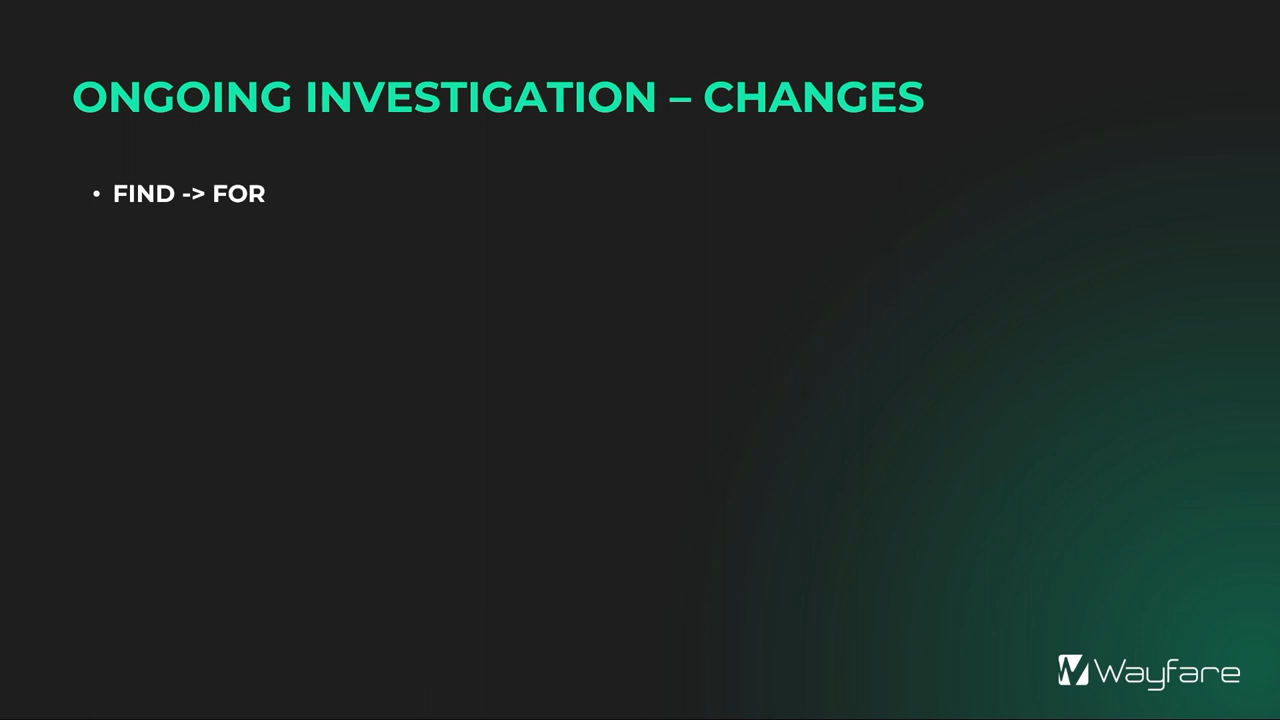 ONGOING INVESTIGATION – CHANGES
• FIND -> FOR
Wayfare